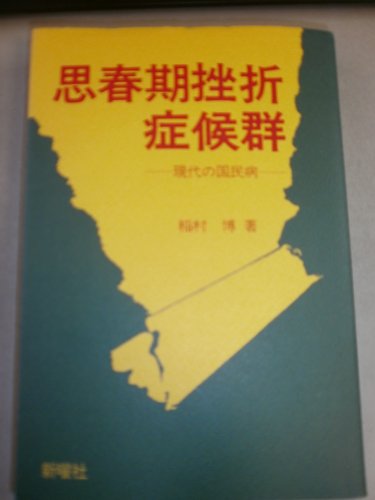 思春期挫折
症候群
──現代の国民病──
稲村 博 著
新曜社